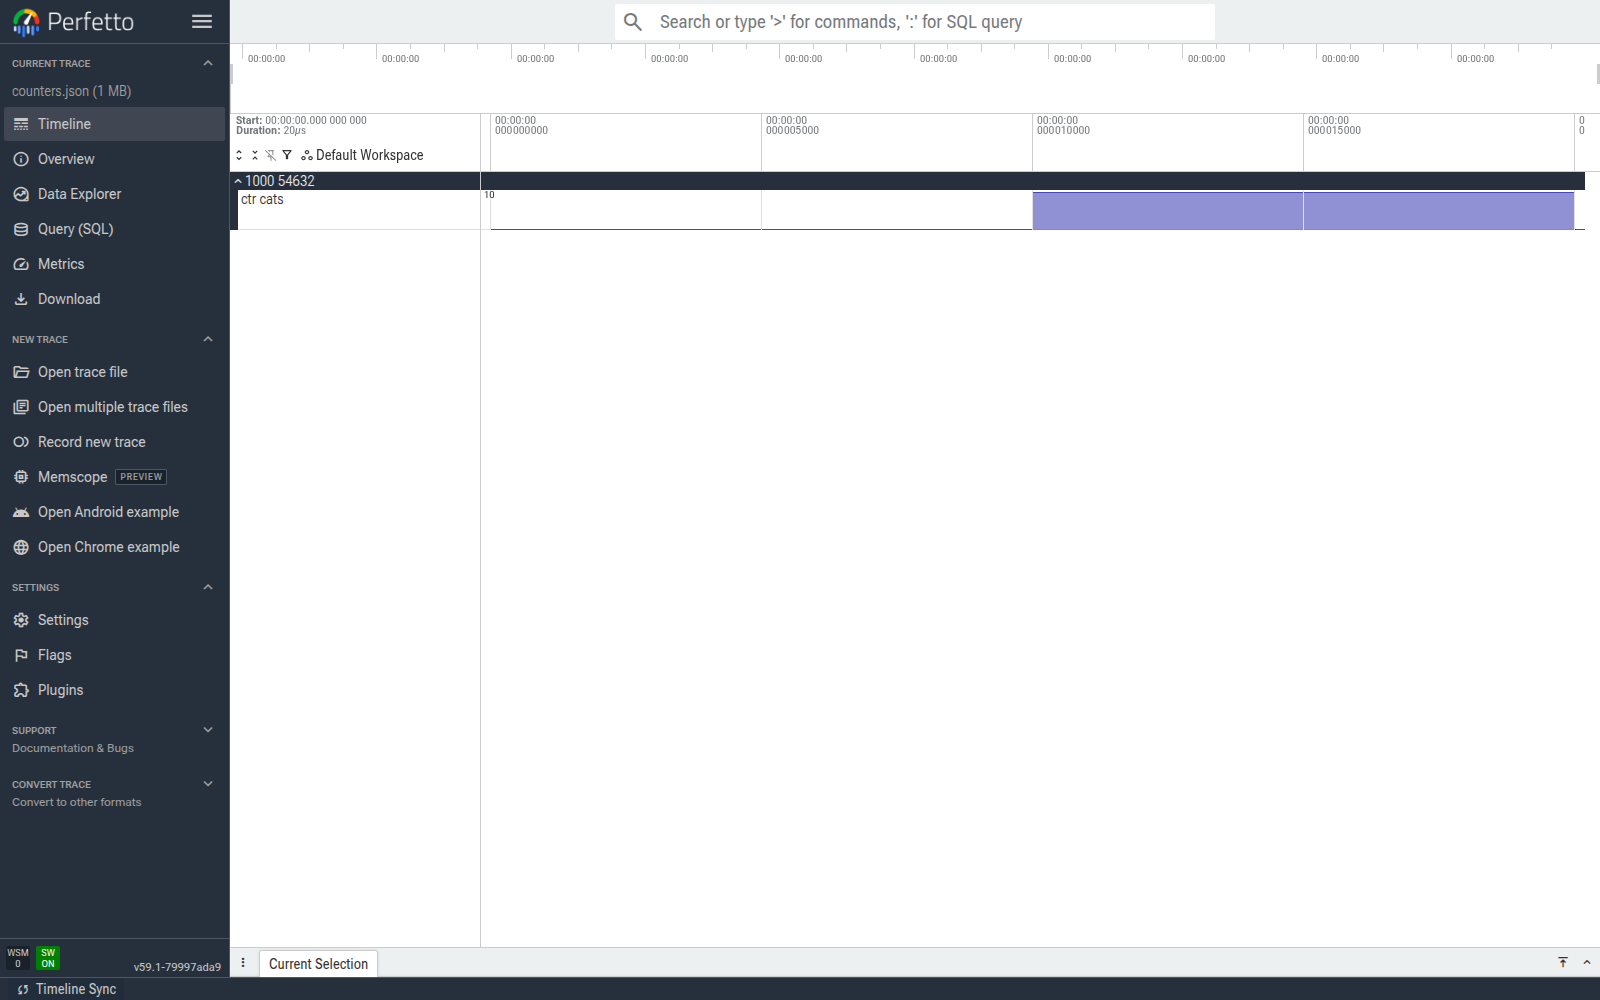 Perfetto
Search or type '>' for commands, ':' for SQL query
CURRENT TRACE
counters.json (1 MB)
Timeline
Overview
Data Explorer
Query (SQL)
Metrics
Download
NEW TRACE
Open trace file
Open multiple trace files
Record new trace
Memscope PREVIEW
Open Android example
Open Chrome example
SETTINGS
Settings
Flags
Plugins
SUPPORT
Documentation & Bugs
CONVERT TRACE
Convert to other formats
WSM
0
SW
ON
v59.1-79997ada9
Timeline Sync
00:00:00 00:00:00 00:00:00 00:00:00 00:00:00 00:00:00 00:00:00 00:00:00 00:00:00 00:00:00
Start: 00:00:00.000 000 000
Duration: 20µs
00:00:00 00:00:00 00:00:00 00:00:00 0
000000000 000005000 000010000 000015000 0
Default Workspace
1000 54632
ctr cats
10
Current Selection